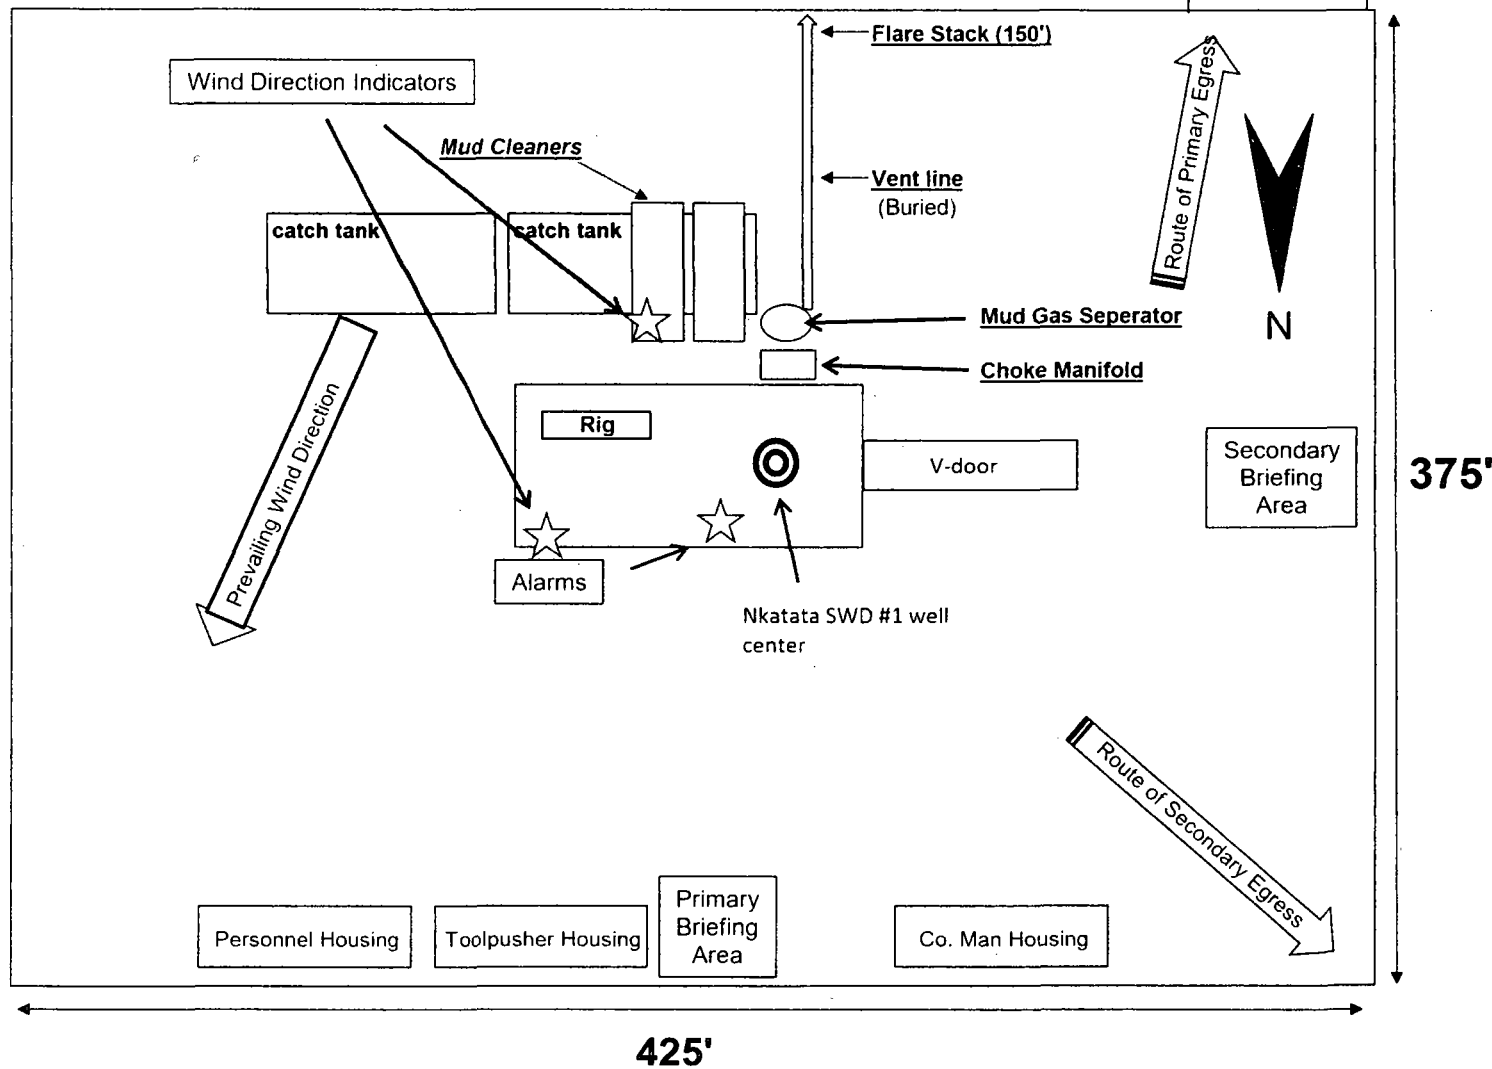 Flare Stack (150')
Wind Direction Indicators
Mud Cleaners
Route of Primary Egress
Vent line
(Buried)
catch tank
catch tank
Mud Gas Seperator
N
Choke Manifold
Rig
Prevailing Wind Direction
V-door
Secondary
Briefing
Area
375'
Alarms
Nkatata SWD #1 well
center
Route of Secondary Egress
Primary
Briefing
Area
Personnel Housing
Toolpusher Housing
Co. Man Housing
425'